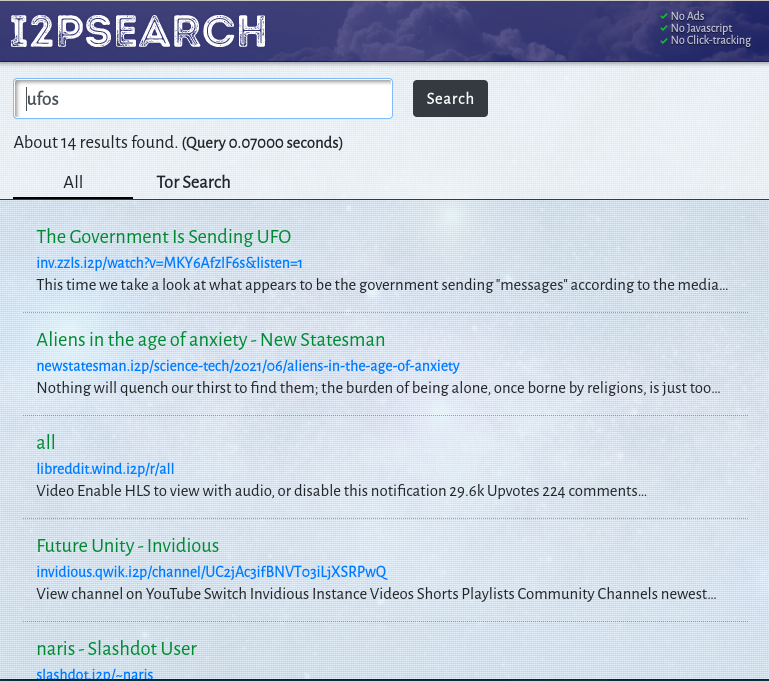 I2PSEARCH
✓ No Ads
✓ No Javascript
✓ No Click-tracking
ufos
Search
About 14 results found. (Query 0.07000 seconds)
All
Tor Search
The Government Is Sending UFO
inv.zzls.i2p/watch?v=MKY6AfzlF6s&listen=1
This time we take a look at what appears to be the government sending "messages" according to the media...
Aliens in the age of anxiety - New Statesman
newstatesman.i2p/science-tech/2021/06/aliens-in-the-age-of-anxiety
Nothing will quench our thirst to find them; the burden of being alone, once borne by religions, is just too...
all
libreddit.wind.i2p/r/all
Video Enable HLS to view with audio, or disable this notification 29.6k Upvotes 224 comments...
Future Unity - Invidious
invidious.qwik.i2p/channel/UC2jAc3ifBNVT03iLjXSRPwQ
View channel on YouTube Switch Invidious Instance Videos Shorts Playlists Community Channels newest...
naris - Slashdot User
slashdot.i2p/~naris